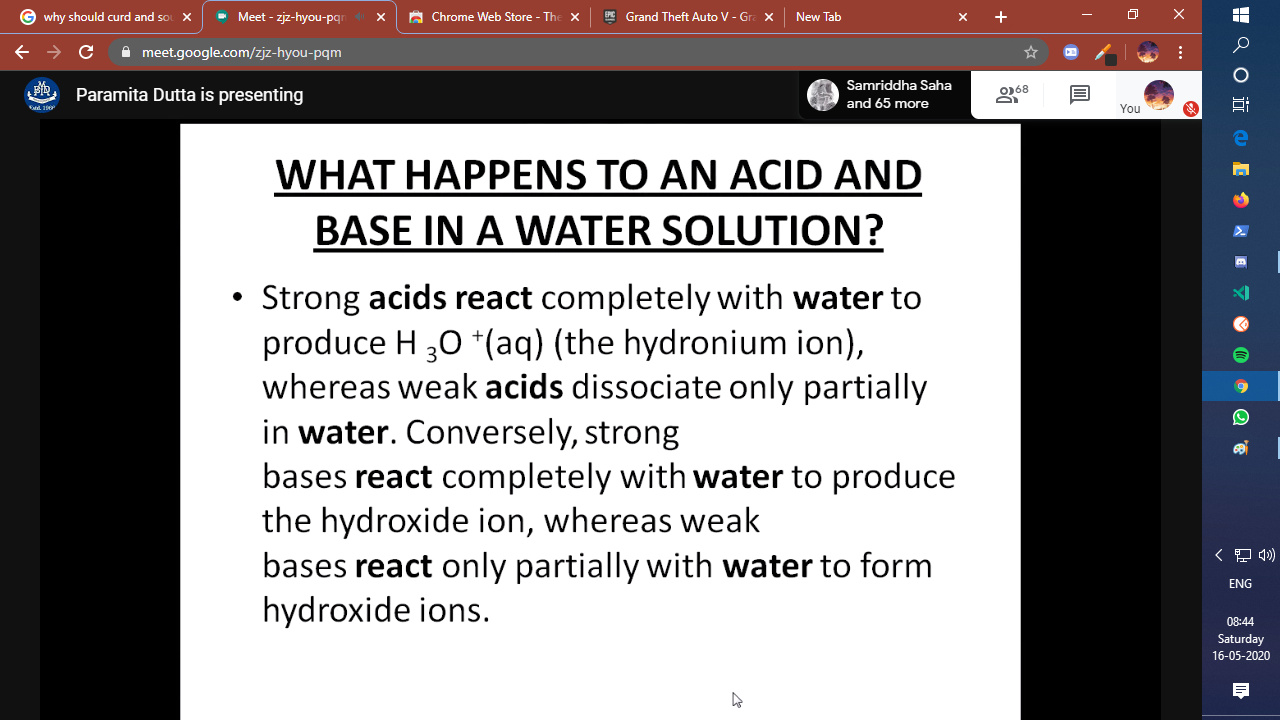 why should curd and so
Meet - zjz-hyou-pqm
Chrome Web Store - The
Grand Theft Auto V - Gra
New Tab
meet.google.com/zjz-hyou-pqm
Paramita Dutta is presenting
Samriddha Saha
and 65 more
68
You
WHAT HAPPENS TO AN ACID AND
BASE IN A WATER SOLUTION?
• Strong acids react completely with water to
produce H ₃O ⁺(aq) (the hydronium ion),
whereas weak acids dissociate only partially
in water. Conversely, strong
bases react completely with water to produce
the hydroxide ion, whereas weak
bases react only partially with water to form
hydroxide ions.
ENG
08:44
Saturday
16-05-2020